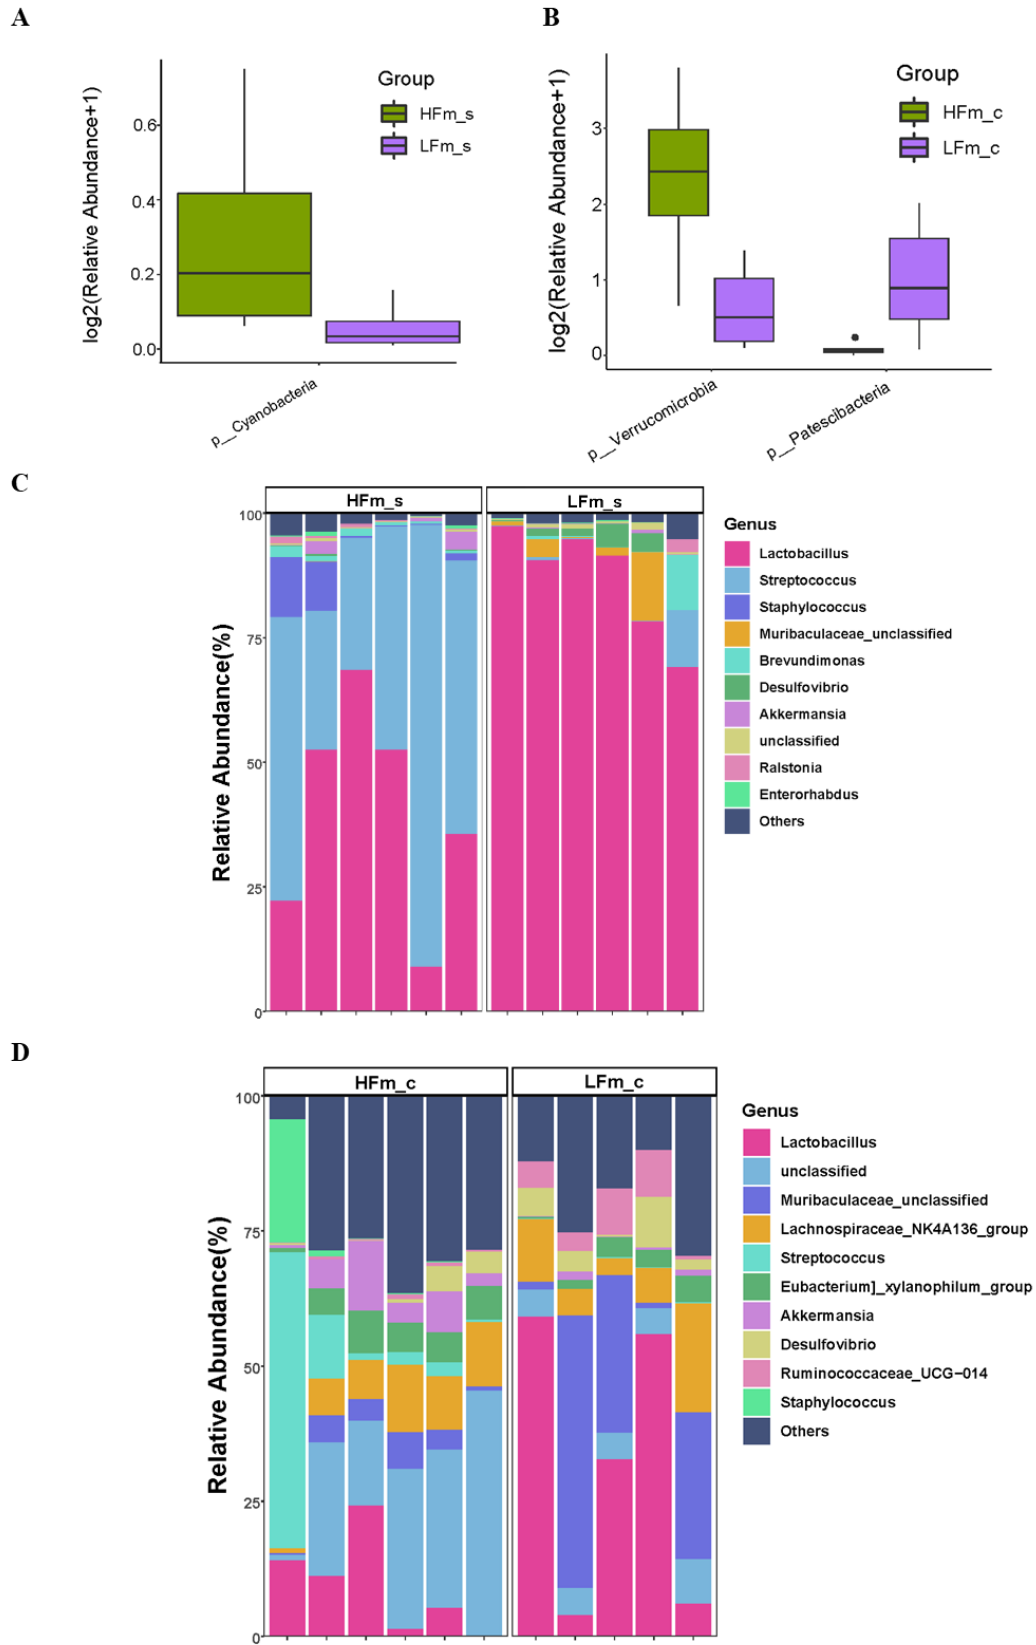 A
log2(Relative Abundance+1)
0.6
0.4
0.2
0.0
Group
HFm_s
LFm_s
p__Cyanobacteria
B
log2(Relative Abundance+1)
3
2
1
0
Group
HFm_c
LFm_c
p__Verrucomicrobia
p__Patescibacteria
C
HFm_s
LFm_s
Relative Abundance(%)
100
75
50
25
0
Genus
Lactobacillus
Streptococcus
Staphylococcus
Muribaculaceae_unclassified
Brevundimonas
Desulfovibrio
Akkermansia
unclassified
Ralstonia
Enterorhabdus
Others
D
HFm_c
LFm_c
Relative Abundance(%)
100
75
50
25
0
Genus
Lactobacillus
unclassified
Muribaculaceae_unclassified
Lachnospiraceae_NK4A136_group
Streptococcus
Eubacterium]_xylanophilum_group
Akkermansia
Desulfovibrio
Ruminococcaceae_UCG−014
Staphylococcus
Others